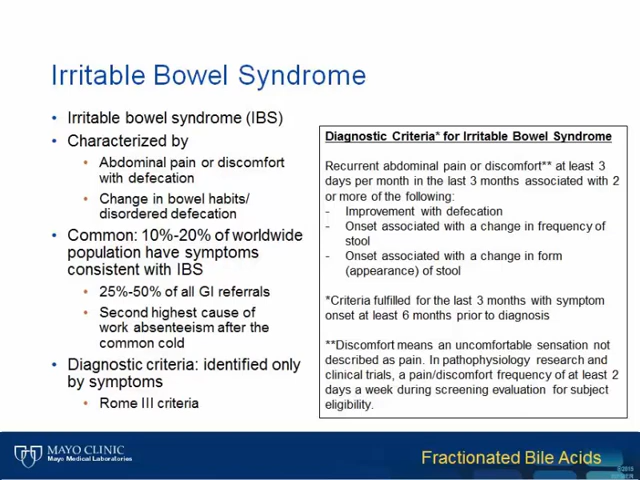 Irritable Bowel Syndrome
• Irritable bowel syndrome (IBS)
• Characterized by
• Abdominal pain or discomfort
with defecation
• Change in bowel habits/
disordered defecation
• Common: 10%-20% of worldwide
population have symptoms
consistent with IBS
• 25%-50% of all GI referrals
• Second highest cause of
work absenteeism after the
common cold
• Diagnostic criteria: identified only
by symptoms
• Rome III criteria
Diagnostic Criteria* for Irritable Bowel Syndrome
Recurrent abdominal pain or discomfort** at least 3
days per month in the last 3 months associated with 2
or more of the following:
- Improvement with defecation
- Onset associated with a change in frequency of
stool
- Onset associated with a change in form
(appearance) of stool
*Criteria fulfilled for the last 3 months with symptom
onset at least 6 months prior to diagnosis
**Discomfort means an uncomfortable sensation not
described as pain. In pathophysiology research and
clinical trials, a pain/discomfort frequency of at least 2
days a week during screening evaluation for subject
eligibility.
MAYO CLINIC
Mayo Medical Laboratories
Fractionated Bile Acids